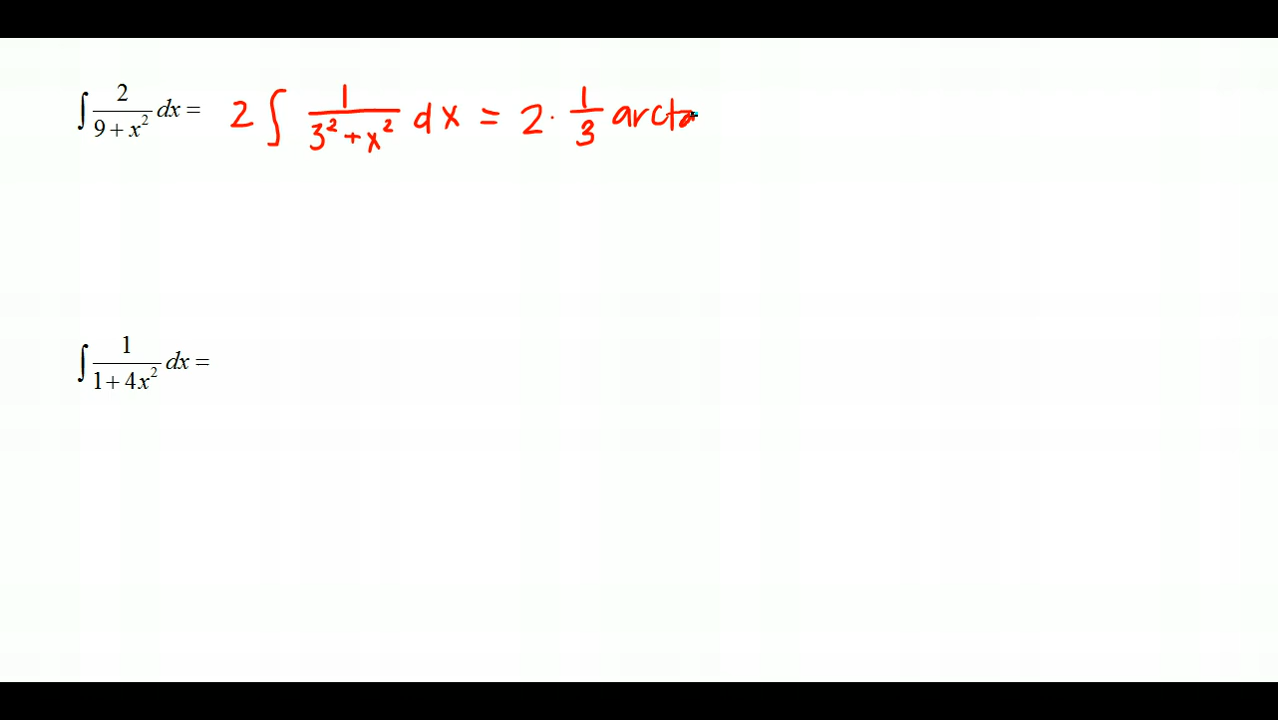 ∫ 2/(9 + x²) dx = 2 ∫ 1/(3² + x²) dx = 2 · 1/3 arcta
∫ 1/(1 + 4x²) dx =